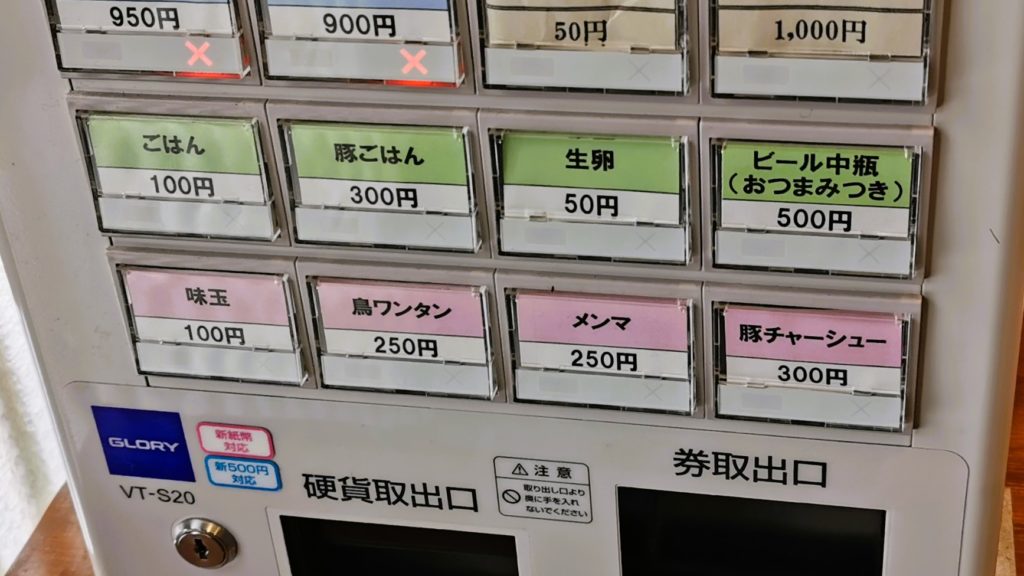 950円
900円
50円
1,000円
ごはん
100円
豚ごはん
300円
生卵
50円
ビール中瓶
(おつまみつき)
500円
味玉
100円
鳥ワンタン
250円
メンマ
250円
豚チャーシュー
300円
GLORY
VT-S20
新紙幣
対応
新500円
対応
硬貨取出口
⚠注意
取り出し口より
奥に手を入れ
ないでください
券取出口